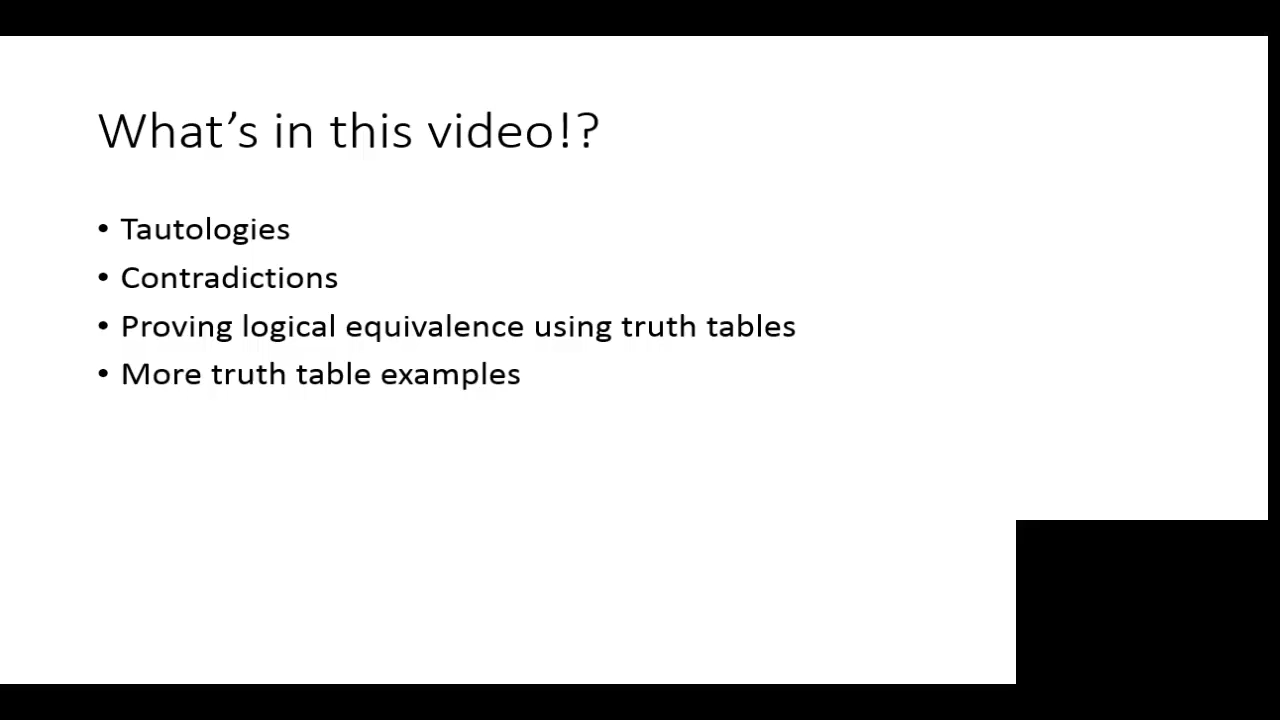 What’s in this video!?
• Tautologies
• Contradictions
• Proving logical equivalence using truth tables
• More truth table examples